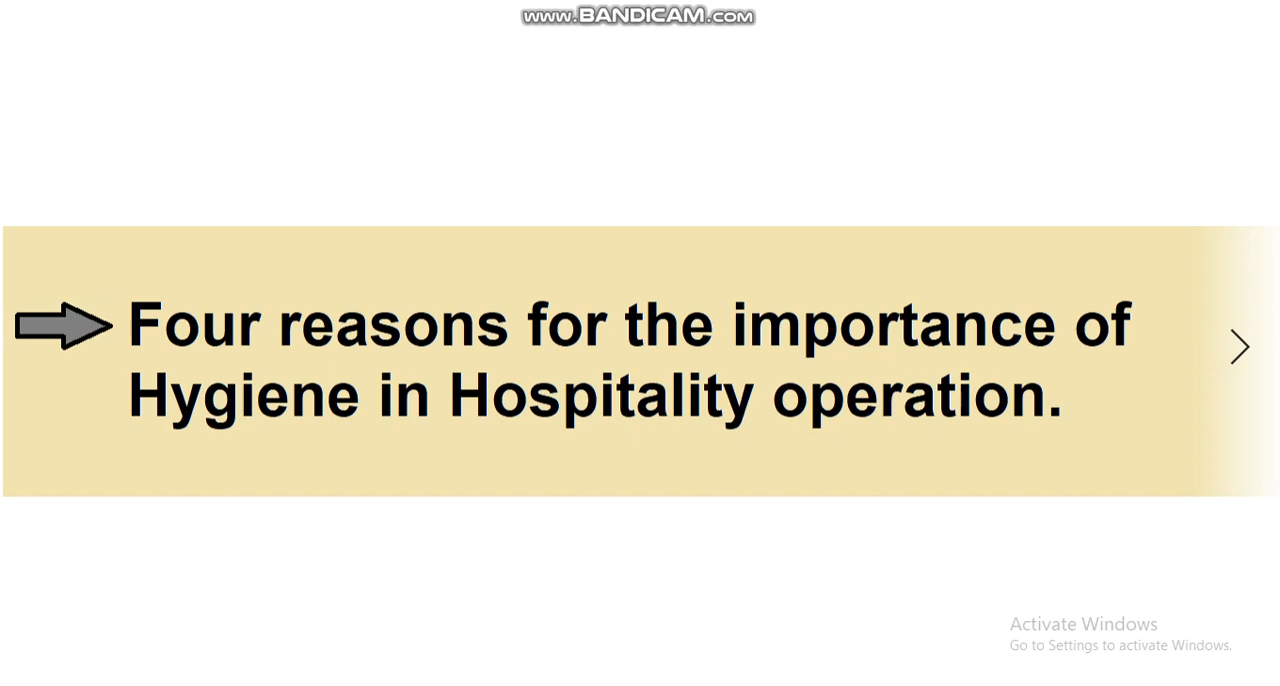 www.BANDICAM.com
Four reasons for the importance of
Hygiene in Hospitality operation.
Activate Windows
Go to Settings to activate Windows.